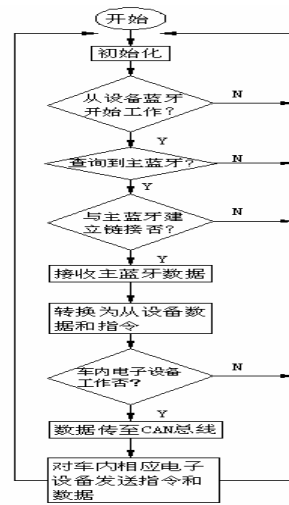 开始
初始化
从设备蓝牙
开始工作?
N
Y
查询到主蓝牙?
N
Y
与主蓝牙建
立链接否?
N
Y
接收主蓝牙数据
转换为从设备数
据和指令
车内电子设备
工作否?
N
Y
数据传至CAN总线
对车内相应电子
设备发送指令和
数据